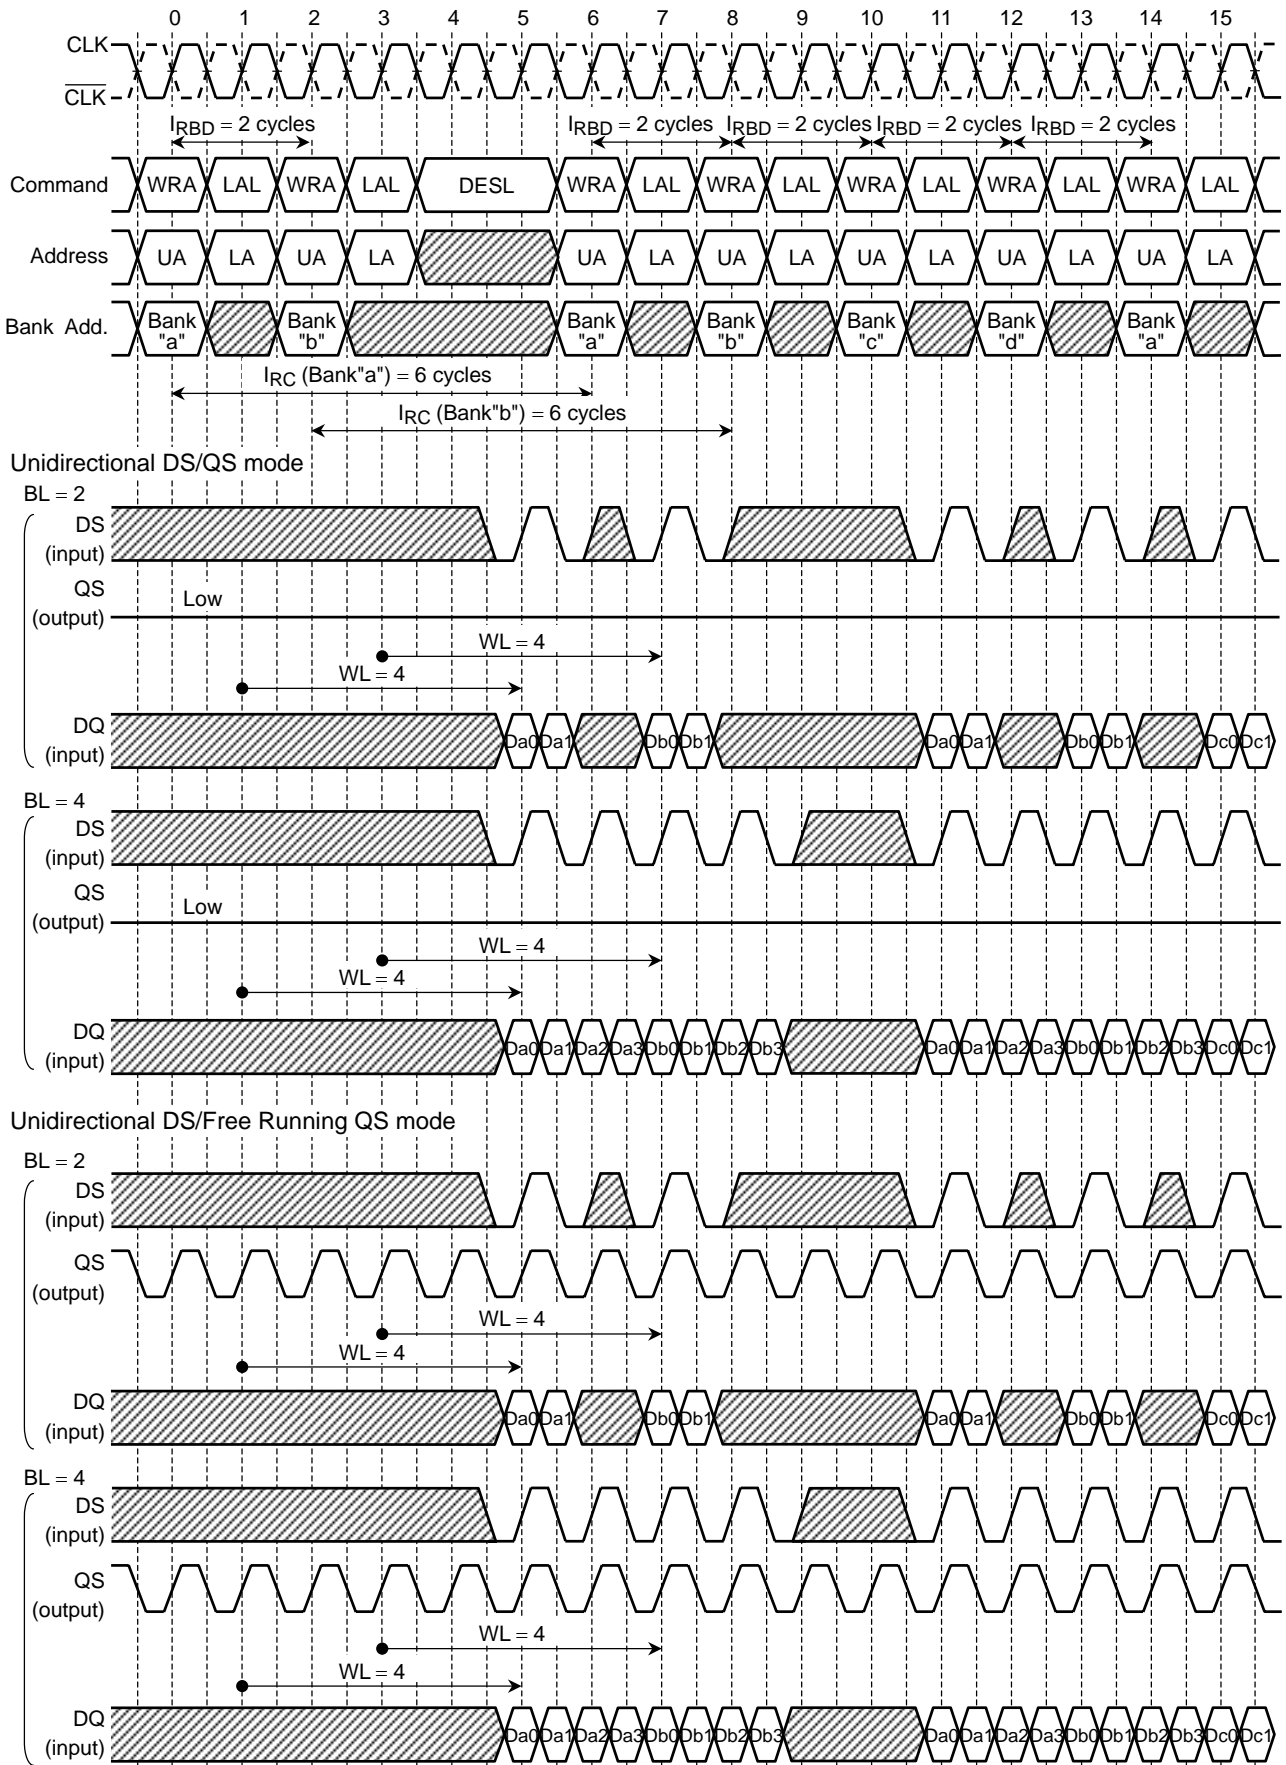 0 1 2 3 4 5 6 7 8 9 10 11 12 13 14 15
CLK
CLK
IRBD = 2 cycles IRBD = 2 cycles IRBD = 2 cycles IRBD = 2 cycles IRBD = 2 cycles
Command WRA LAL WRA LAL DESL WRA LAL WRA LAL WRA LAL WRA LAL WRA LAL
Address UA LA UA LA UA LA UA LA UA LA UA LA UA LA
Bank Add. Bank "a" Bank "b" Bank "a" Bank "b" Bank "c" Bank "d" Bank "a"
IRC (Bank"a") = 6 cycles
IRC (Bank"b") = 6 cycles
Unidirectional DS/QS mode
BL = 2
DS
(input)
QS
Low
(output)
WL = 4
WL = 4
DQ
(input)
Da0 Da1 Db0 Db1 Da0 Da1 Db0 Db1 Dc0 Dc1
BL = 4
DS
(input)
QS
Low
(output)
WL = 4
WL = 4
DQ
(input)
Da0 Da1 Da2 Da3 Db0 Db1 Db2 Db3 Da0 Da1 Da2 Da3 Db0 Db1 Db2 Db3 Dc0 Dc1
Unidirectional DS/Free Running QS mode
BL = 2
DS
(input)
QS
(output)
WL = 4
WL = 4
DQ
(input)
Da0 Da1 Db0 Db1 Da0 Da1 Db0 Db1 Dc0 Dc1
BL = 4
DS
(input)
QS
(output)
WL = 4
WL = 4
DQ
(input)
Da0 Da1 Da2 Da3 Db0 Db1 Db2 Db3 Da0 Da1 Da2 Da3 Db0 Db1 Db2 Db3 Dc0 Dc1